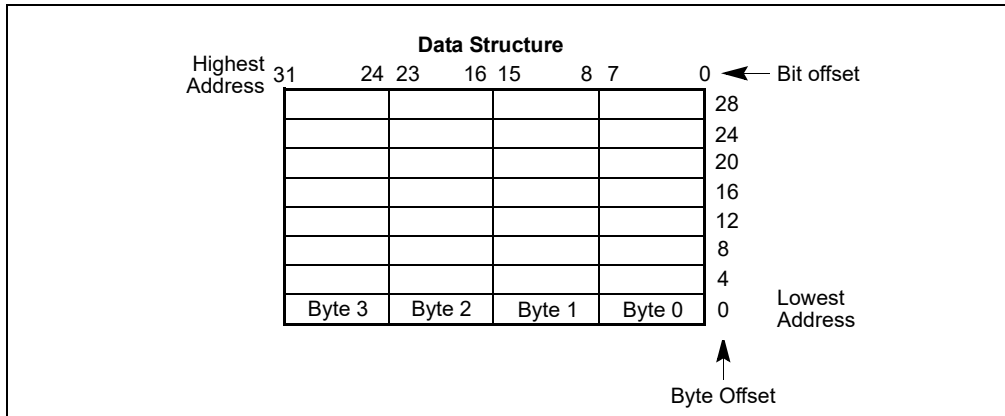 Data Structure
Highest
Address
31 24 23 16 15 8 7 0 Bit offset
28
24
20
16
12
8
4
Byte 3 Byte 2 Byte 1 Byte 0 0
Lowest
Address
Byte Offset